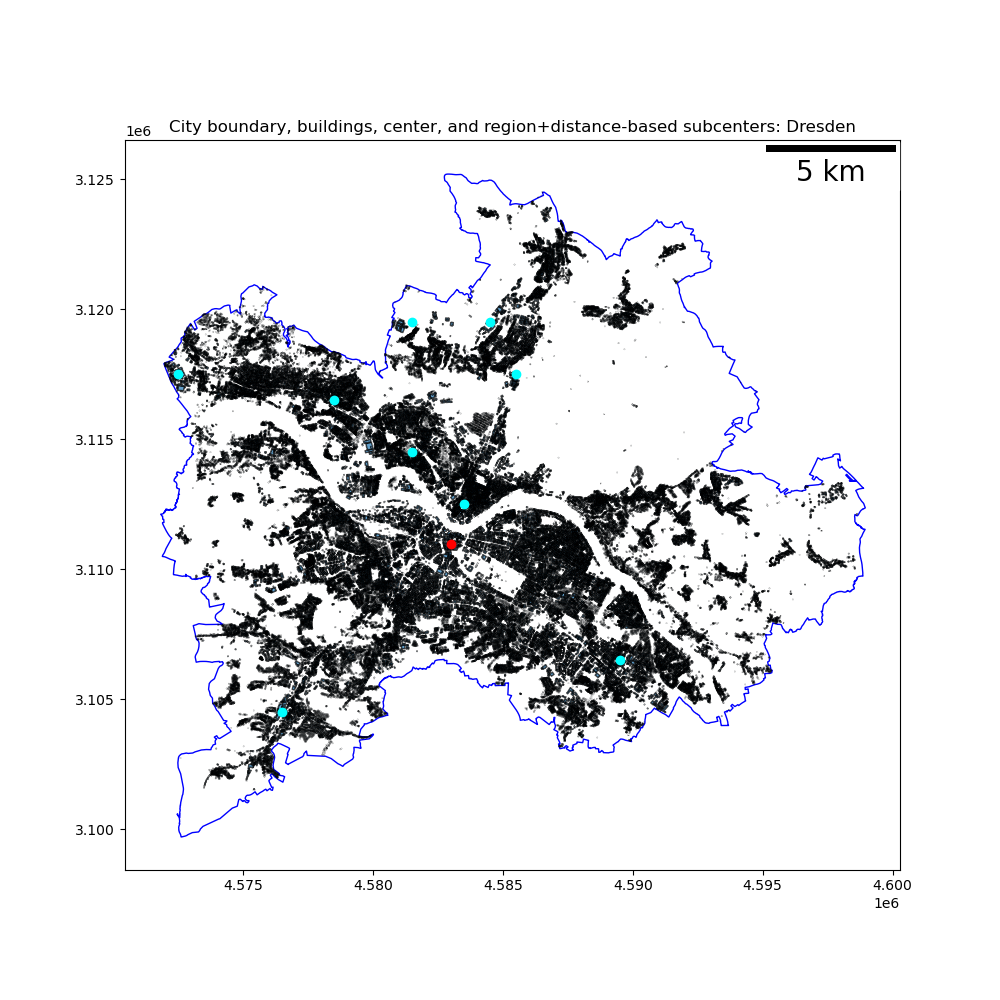 City boundary, buildings, center, and region+distance-based subcenters: Dresden
1e6
5 km
3.125
3.120
3.115
3.110
3.105
3.100
4.575 4.580 4.585 4.590 4.595 4.600
1e6